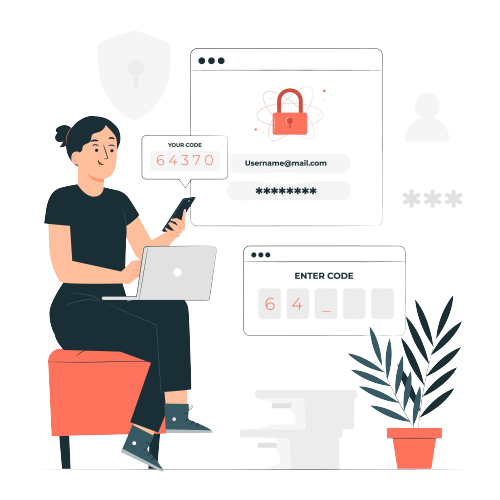 YOUR CODE
64370
Username@mail.com
********
***
ENTER CODE
6 4 _